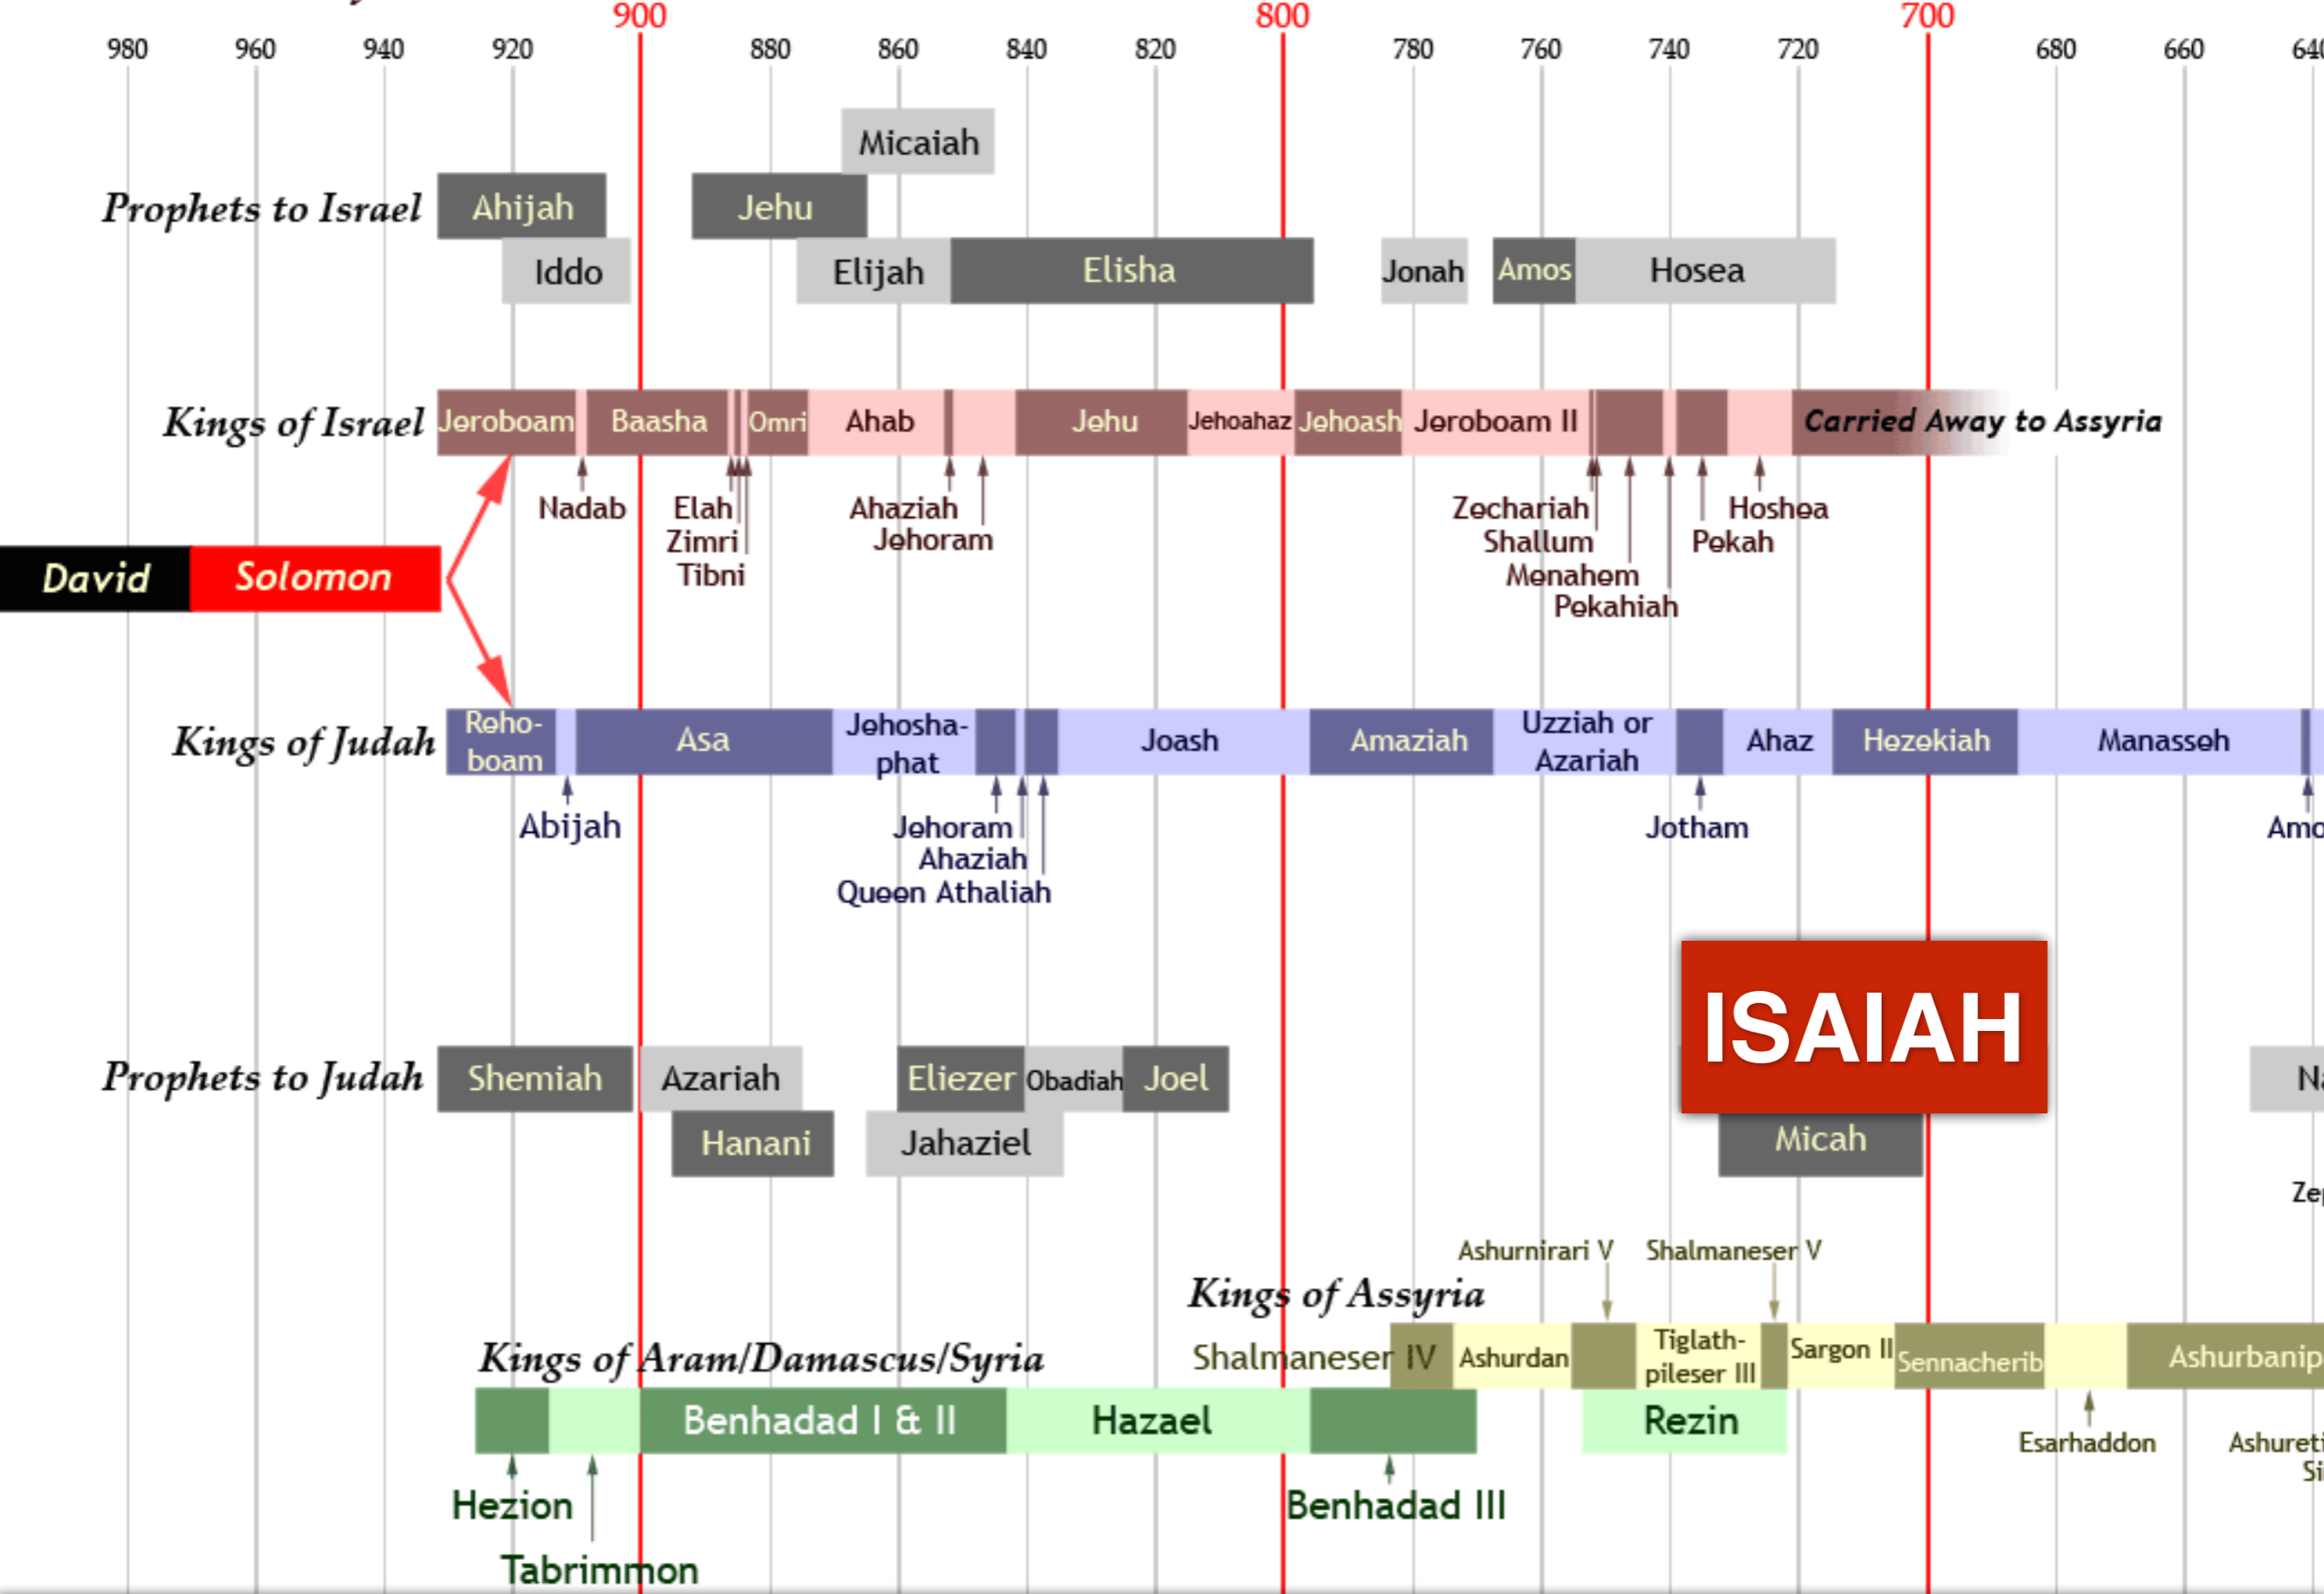 900 800 700
980 960 940 920 880 860 840 820 780 760 740 720 680 660 640
Micaiah
Prophets to Israel Ahijah Jehu
Iddo Elijah Elisha Jonah Amos Hosea
Kings of Israel Jeroboam Baasha Omri Ahab Jehu Jehoahaz Jehoash Jeroboam II Carried Away to Assyria
Nadab Elah Ahaziah Zechariah Hoshea
Zimri Jehoram Shallum Pekah
Tibni Menahem
David Solomon
Pekahiah
Kings of Judah Reho-
boam Asa Jehosha-
phat Joash Amaziah Uzziah or
Azariah Ahaz Hezekiah Manasseh
Abijah Jehoram Jotham Amo
Ahaziah
Queen Athaliah
ISAIAH
Prophets to Judah Shemiah Azariah Eliezer Obadiah Joel
Hanani Jahaziel Micah
Ashurnirari V Shalmaneser V
Kings of Assyria
Shalmaneser IV Ashurdan Tiglath-
pileser III Sargon II Sennacherib Ashurbanip
Kings of Aram/Damascus/Syria
Benhadad I & II Hazael Rezin
Esarhaddon Ashureti
Si
Hezion Benhadad III
Tabrimmon